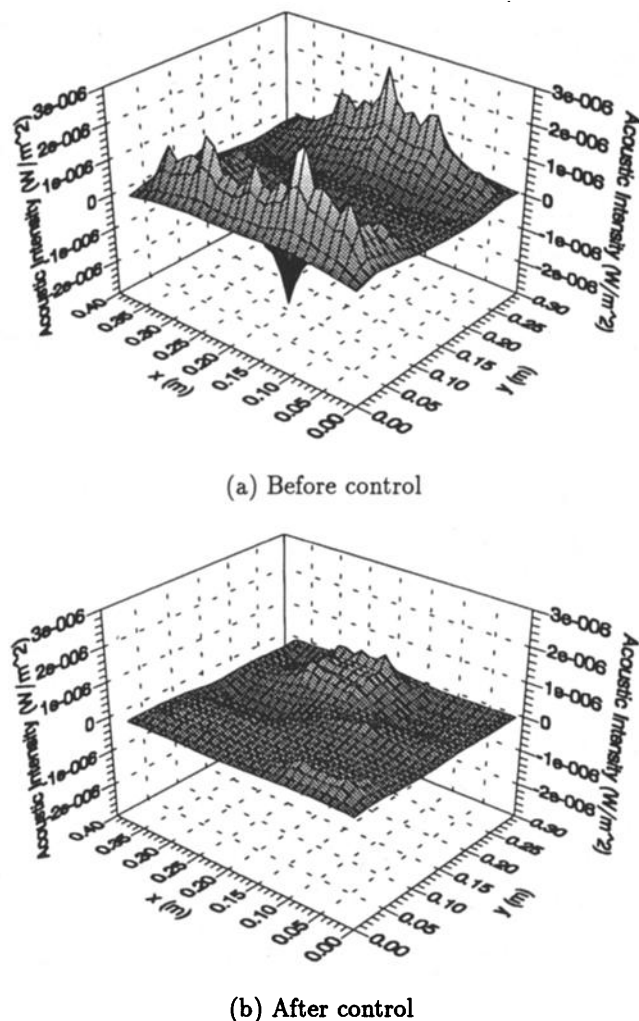 3e-006
2e-006
1e-006
0
-1e-006
-2e-006
Acoustic Intensity (W/m^2)
3e-006
2e-006
1e-006
0
-1e-006
-2e-006
Acoustic Intensity (W/m^2)
0.40
0.35
0.30
0.25
0.20
0.15
0.10
0.05
0.00
x (m)
0.00
0.05
0.10
0.15
0.20
0.25
0.30
y (m)
(a) Before control
3e-006
2e-006
1e-006
0
-1e-006
-2e-006
Acoustic Intensity (W/m^2)
3e-006
2e-006
1e-006
0
-1e-006
-2e-006
Acoustic Intensity (W/m^2)
0.40
0.35
0.30
0.25
0.20
0.15
0.10
0.05
0.00
x (m)
0.00
0.05
0.10
0.15
0.20
0.25
0.30
y (m)
(b) After control